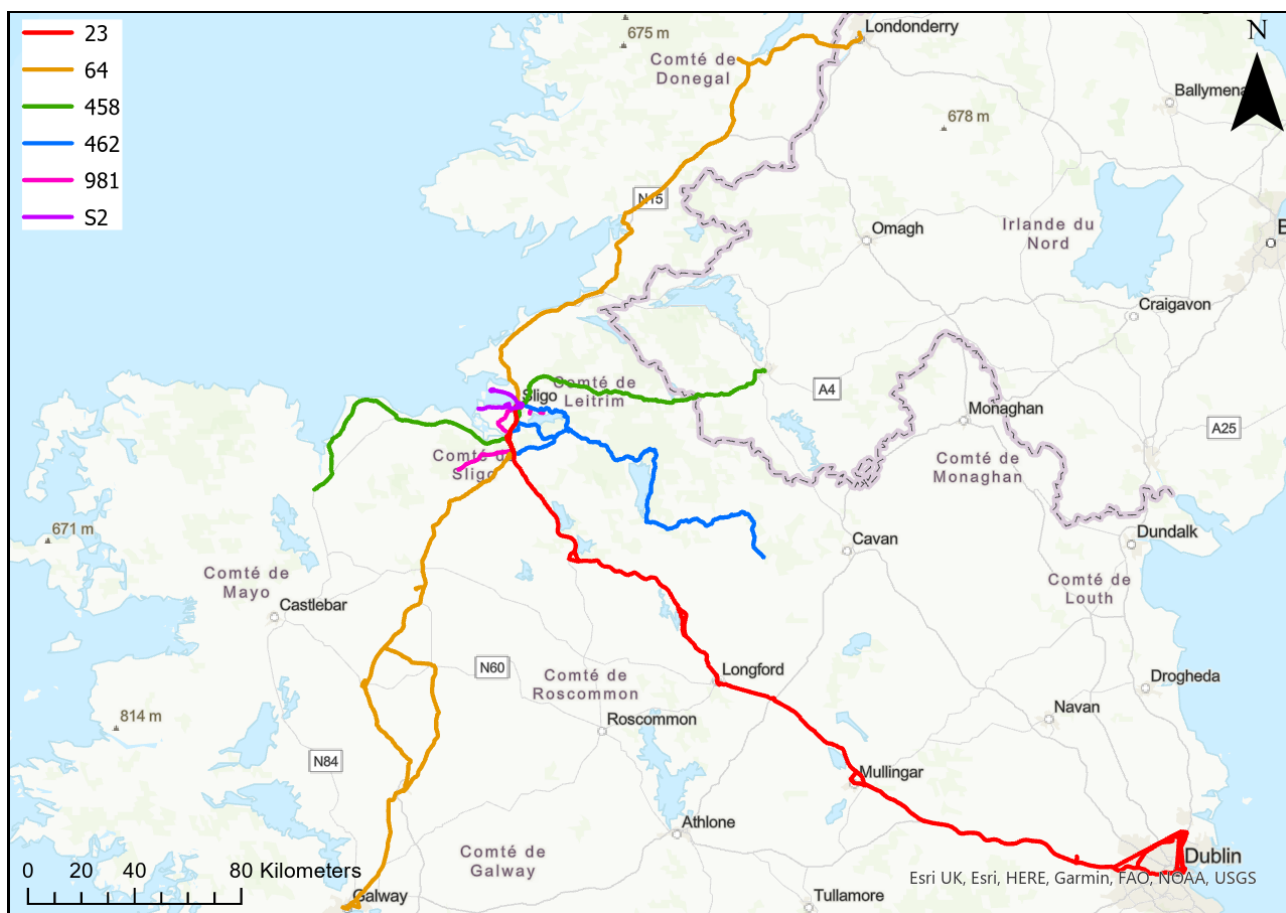 23
64
458
462
981
S2
675 m
Londonderry
N
Comté de
Donegal
Ballymena
678 m
N15
Omagh
Irlande du
Nord
Craigavon
Sligo
Comté de
Leitrim
A4
Monaghan
A25
Comté de
Sligo
Comté de
Monaghan
671 m
Cavan
Dundalk
Comté de
Mayo
Comté de
Louth
Castlebar
N60
Longford
Comté de
Roscommon
Drogheda
814 m
Roscommon
Navan
N84
Mullingar
Athlone
Dublin
0 20 40 80 Kilometers
Comté de
Galway
Esri UK, Esri, HERE, Garmin, FAO, NOAA, USGS
Galway
Tullamore